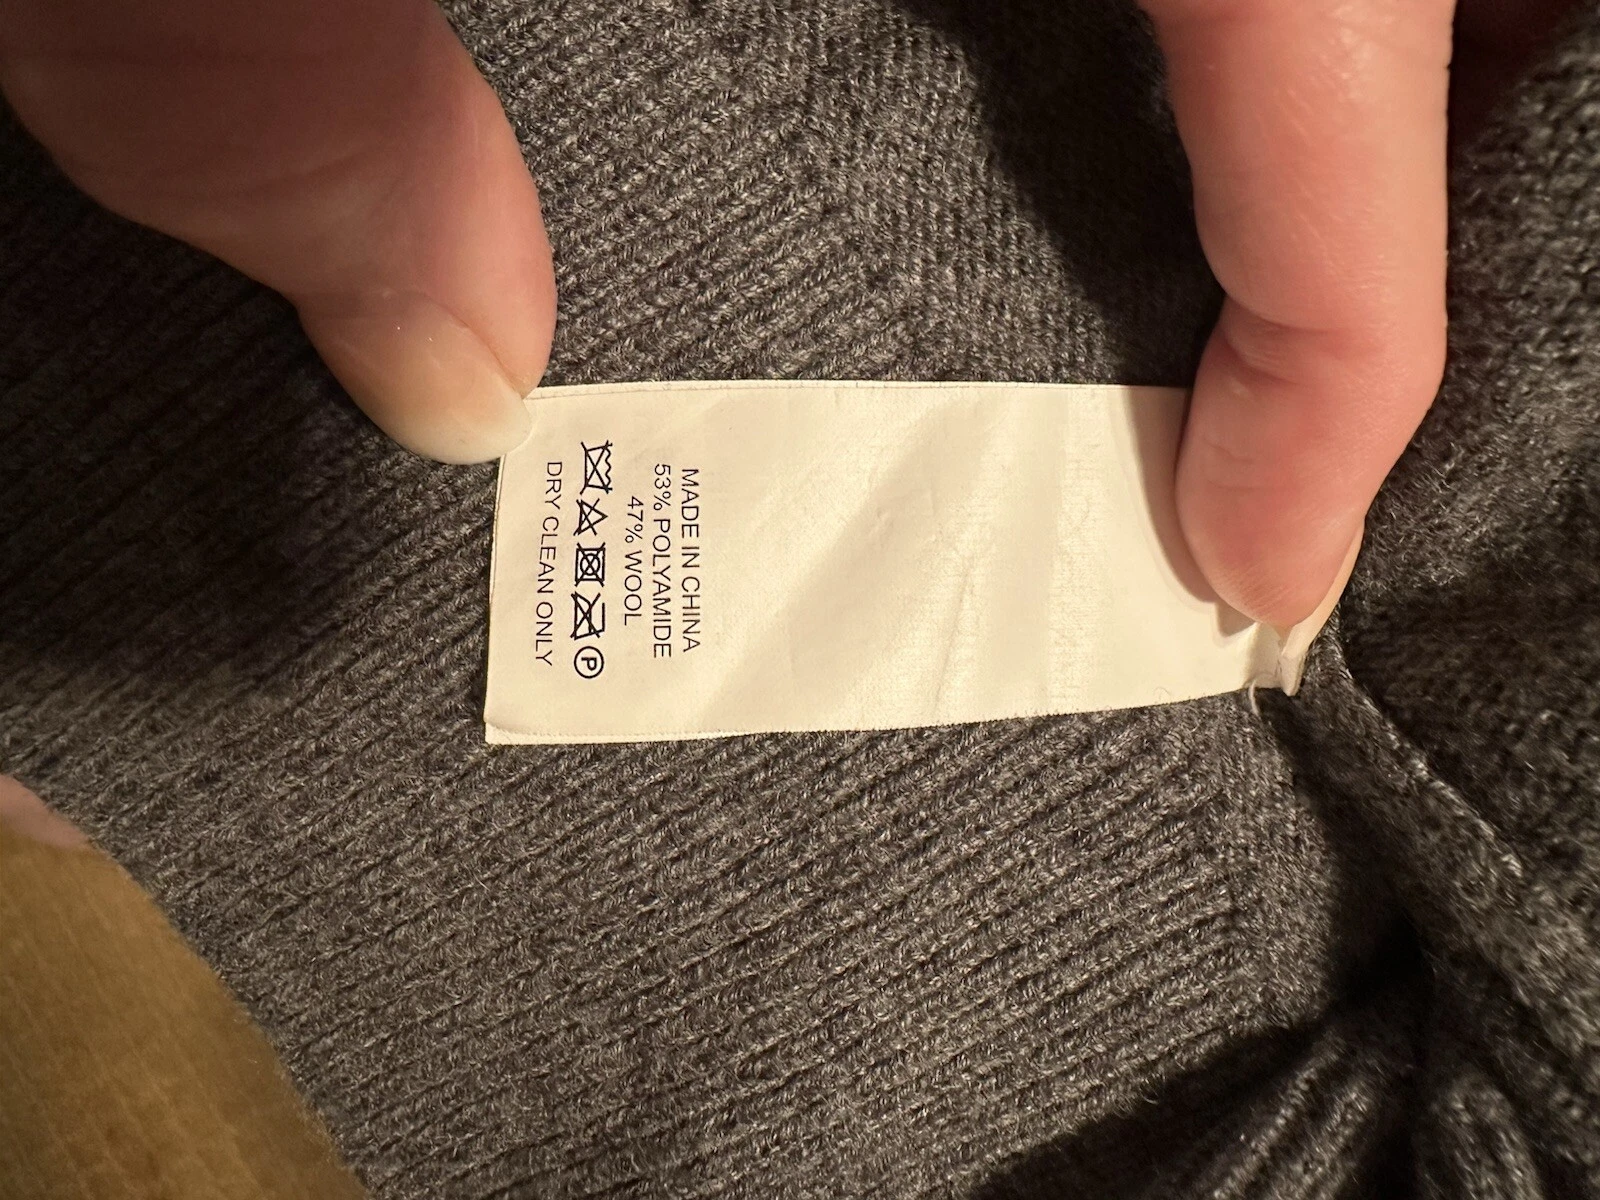 MADE IN CHINA
53% POLYAMIDE
47% WOOL
P
DRY CLEAN ONLY